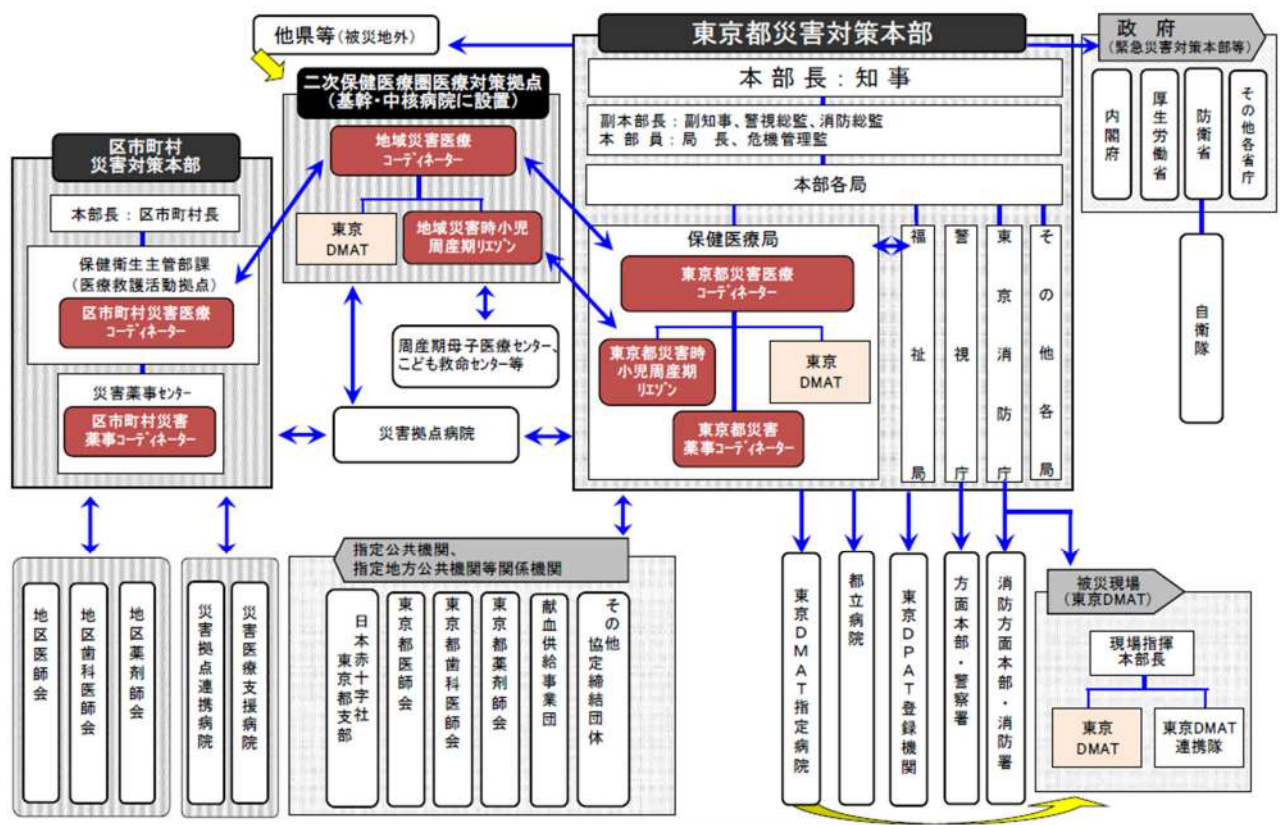 他県等(被災地外)
東京都災害対策本部
政 府
(緊急災害対策本部等)
内閣府
厚生労働省
防衛省
その他各省庁
自衛隊
本部長:知事
副本部長:副知事、警視総監、消防総監
本 部 員:局 長、危機管理監
本部各局
保健医療局
東京都災害医療
コーディネーター
東京都災害時
小児周産期
リエゾン
東京
DMAT
東京都災害
薬事コーディネーター
福祉局
警視庁
東京消防庁
その他各局
二次保健医療圏医療対策拠点
(基幹・中核病院に設置)
地域災害医療
コーディネーター
東京
DMAT
地域災害時小児
周産期リエゾン
区市町村
災害対策本部
本部長:区市町村長
保健衛生主管部課
(医療救護活動拠点)
区市町村災害医療
コーディネーター
災害薬事センター
区市町村災害
薬事コーディネーター
周産期母子医療センター、
こども救命センター等
災害拠点病院
地区医師会
地区歯科医師会
地区薬剤師会
災害拠点連携病院
災害医療支援病院
指定公共機関、
指定地方公共機関等関係機関
日本赤十字社
東京都支部
東京都医師会
東京都歯科医師会
東京都薬剤師会
献血供給事業団
その他
協定締結団体
東京DMAT指定病院
都立病院
東京DPAT登録機関
方面本部・警察署
消防方面本部・消防署
被災現場
(東京DMAT)
現場指揮
本部長
東京
DMAT
東京DMAT
連携隊